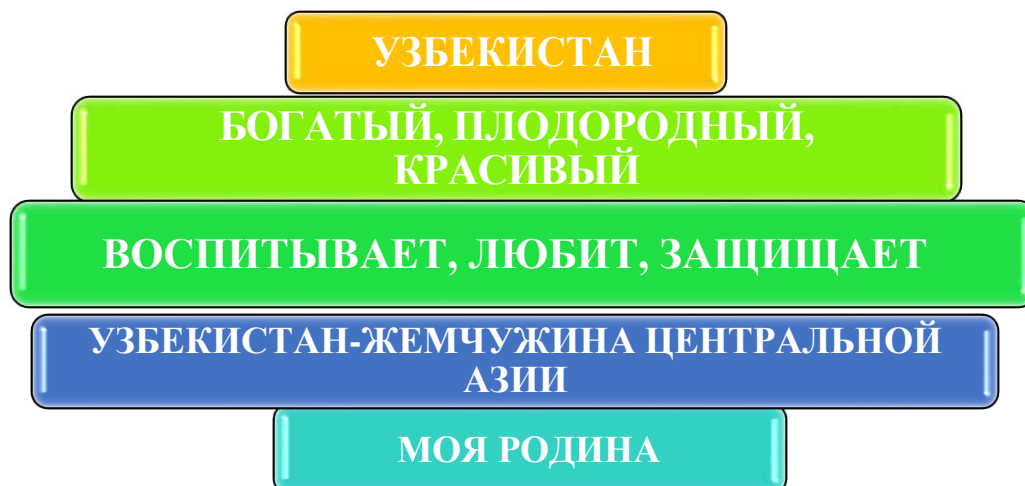 УЗБЕКИСТАН
БОГАТЫЙ, ПЛОДОРОДНЫЙ,
КРАСИВЫЙ
ВОСПИТЫВАЕТ, ЛЮБИТ, ЗАЩИЩАЕТ
УЗБЕКИСТАН-ЖЕМЧУЖИНА ЦЕНТРАЛЬНОЙ
АЗИИ
МОЯ РОДИНА